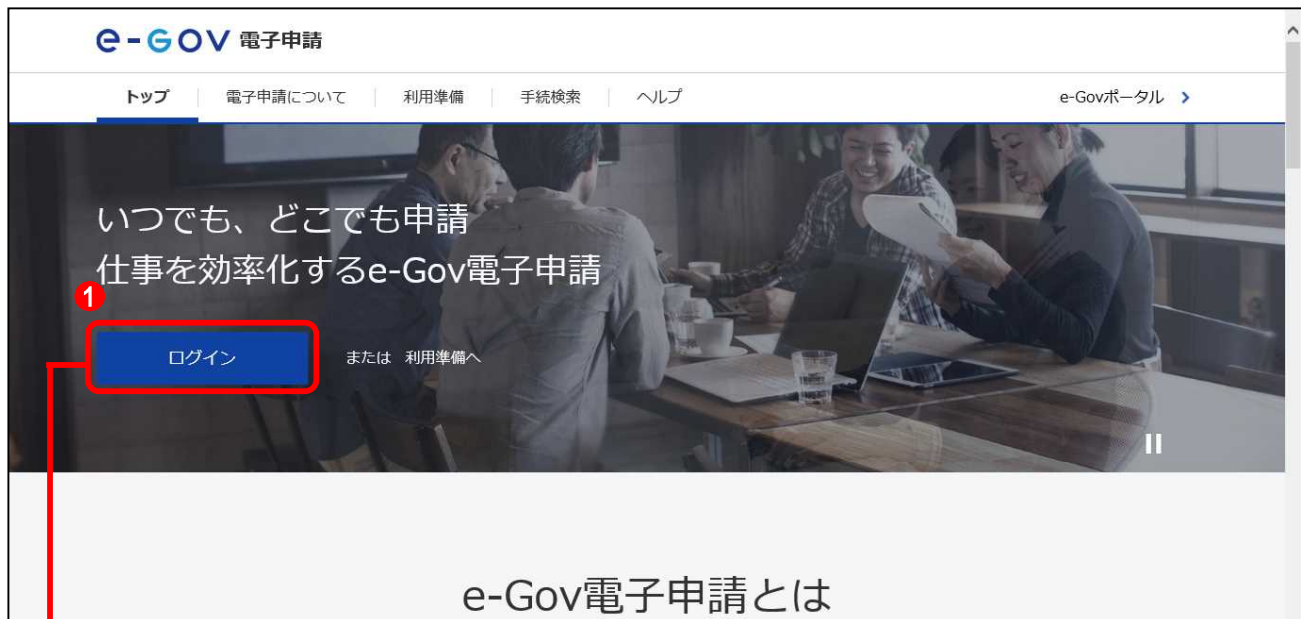 e-Gov 電子申請
トップ 電子申請について 利用準備 手続検索 ヘルプ e-Govポータル
いつでも、どこでも申請
仕事を効率化するe-Gov電子申請
1
ログイン または 利用準備へ
e-Gov電子申請とは